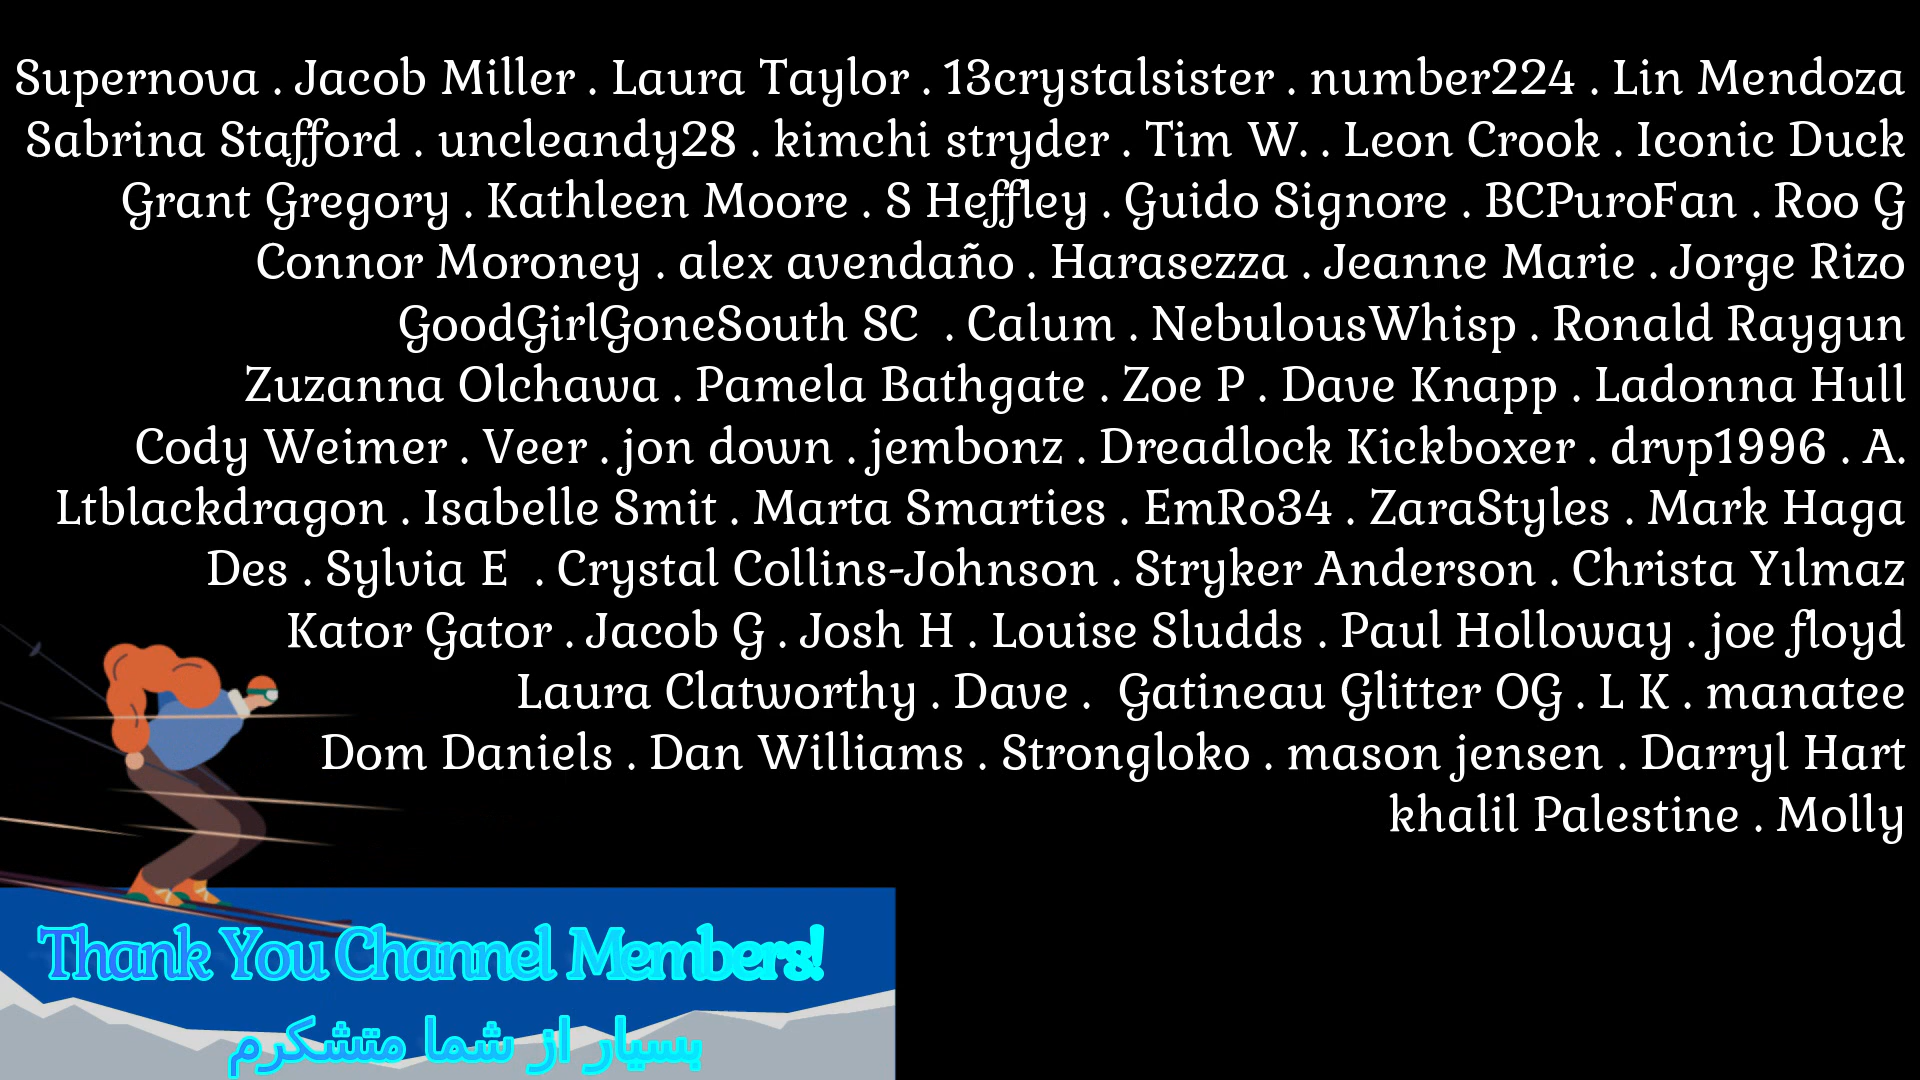 Supernova . Jacob Miller . Laura Taylor . 13crystalsister . number224 . Lin Mendoza
Sabrina Stafford . uncleandy28 . kimchi stryder . Tim W. . Leon Crook . Iconic Duck
Grant Gregory . Kathleen Moore . S Heffley . Guido Signore . BCPuroFan . Roo G
Connor Moroney . alex avendaño . Harasezza . Jeanne Marie . Jorge Rizo
GoodGirlGoneSouth SC  . Calum . NebulousWhisp . Ronald Raygun
Zuzanna Olchawa . Pamela Bathgate . Zoe P . Dave Knapp . Ladonna Hull
Cody Weimer . Veer . jon down . jembonz . Dreadlock Kickboxer . drvp1996 . A.
Ltblackdragon . Isabelle Smit . Marta Smarties . EmRo34 . ZaraStyles . Mark Haga
Des . Sylvia E  . Crystal Collins-Johnson . Stryker Anderson . Christa Yılmaz
Kator Gator . Jacob G . Josh H . Louise Sludds . Paul Holloway . joe floyd
Laura Clatworthy . Dave .  Gatineau Glitter OG . L K . manatee
Dom Daniels . Dan Williams . Strongloko . mason jensen . Darryl Hart
khalil Palestine . Molly
Thank You Channel Members!
بسیار از شما متشکرم